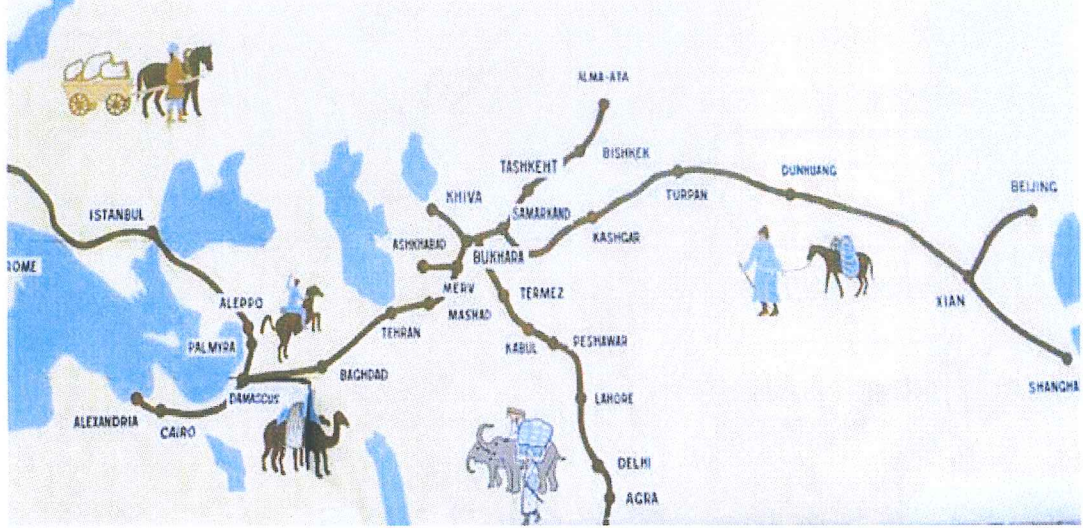 ALMA-ATA
BISHKEK
TASHKEHT
DUNHUANG
TURPAN
BEIJING
KHIVA
SAMARKAND
ISTANBUL
KASHGAR
ASHKHABAD
BUKHARA
ROME
MERV
TERMEZ
XIAN
ALEPPO
MASHAD
TEHRAN
PALMYRA
KABUL
PESHAWAR
BAGHDAD
SHANGHA
DAMASCUS
LAHORE
ALEXANDRIA
CAIRO
DELHI
AGRA